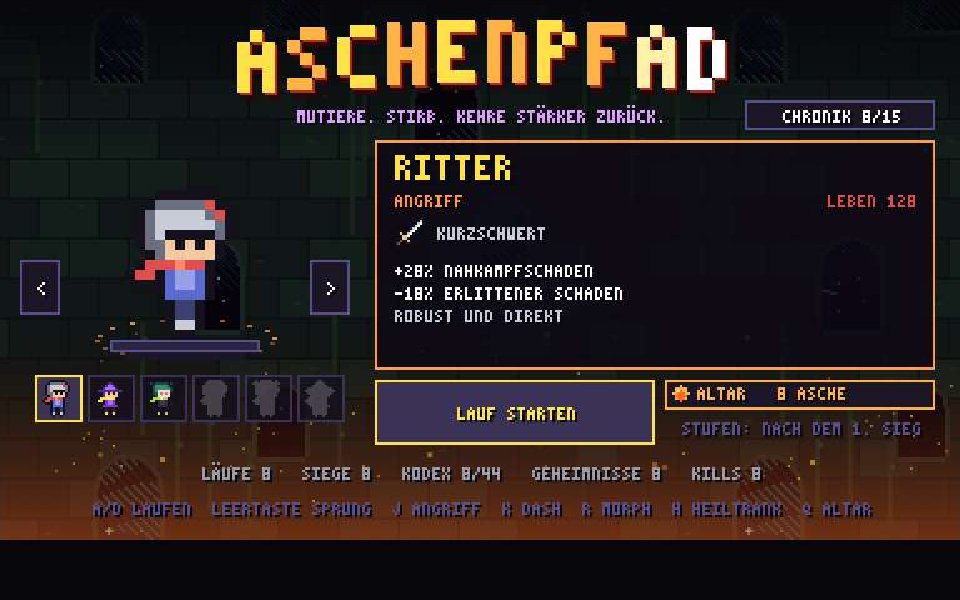 ASCHENPFAD
MUTIERE. STIRB. KEHRE STÄRKER ZURÜCK.
CHRONIK 0/15
RITTER
ANGRIFF
LEBEN 120
KURZSCHWERT
+20% NAHKAMPFSCHADEN
-10% ERLITTENER SCHADEN
ROBUST UND DIREKT
<
>
LAUF STARTEN
ALTAR 0 ASCHE
STUFEN: NACH DEM 1. SIEG
LÄUFE 0 SIEGE 0 KODEX 0/44 GEHEIMNISSE 0 KILLS 0
A/D LAUFEN LEERTASTE SPRUNG J ANGRIFF K DASH R MORPH H HEILTRANK Q ALTAR